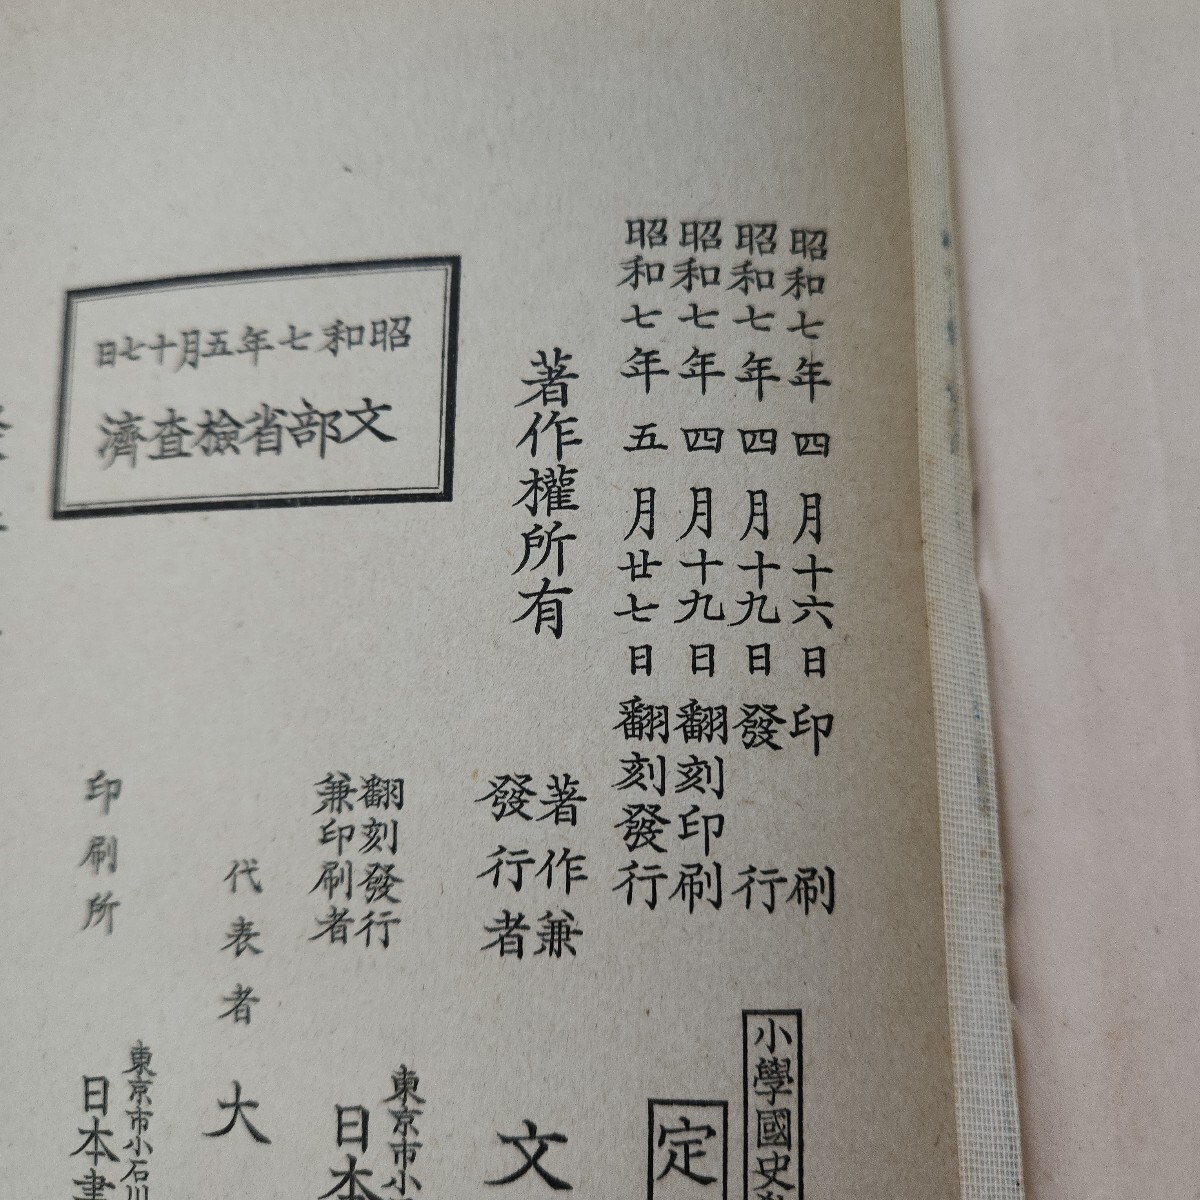 昭和七年四月十六日印刷
昭和七年四月十九日發行
昭和七年四月十九日翻刻印刷
昭和七年五月廿七日翻刻發行
小學國史
定
著作權所有
著作兼
發行者
文
昭和七年五月十七日
文部省檢查濟
翻刻發行
兼印刷者
東京市小
日本
代表者
大
印刷所
東京市小石川
日本書